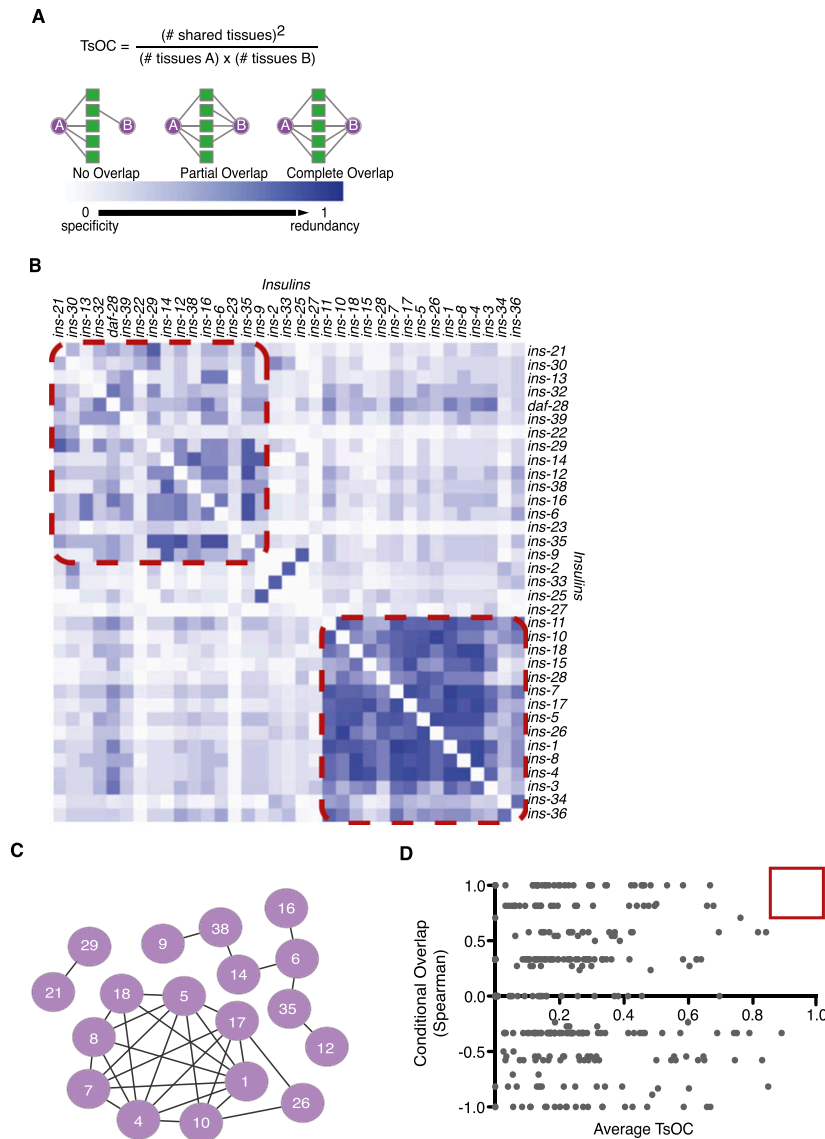 A
TsOC = (# shared tissues)2
(# tissues A) x (# tissues B)
A B A B A B
No Overlap Partial Overlap Complete Overlap
0 1
specificity redundancy
B
Insulins
ins-21 ins-30 ins-13 ins-32 daf-28 ins-39 ins-22 ins-29 ins-14 ins-12 ins-38 ins-16 ins-6 ins-23 ins-35 ins-9 ins-2 ins-33 ins-25 ins-27 ins-11 ins-10 ins-18 ins-15 ins-28 ins-7 ins-17 ins-5 ins-26 ins-1 ins-8 ins-4 ins-3 ins-34 ins-36
ins-21
ins-30
ins-13
ins-32
daf-28
ins-39
ins-22
ins-29
ins-14
ins-12
ins-38
ins-16
ins-6
ins-23
ins-35
ins-9
ins-2
ins-33
ins-25
ins-27
ins-11
ins-10
ins-18
ins-15
ins-28
ins-7
ins-17
ins-5
ins-26
ins-1
ins-8
ins-4
ins-3
ins-34
ins-36
Insulins
C
16
38
29 9
6
14
21 18 5
35
17
8
12
1
7
26
4 10
D
1.0
0.5
0.0
-0.5
-1.0
0.2 0.4 0.6 0.8 1.0
Conditional Overlap
(Spearman)
Average TsOC